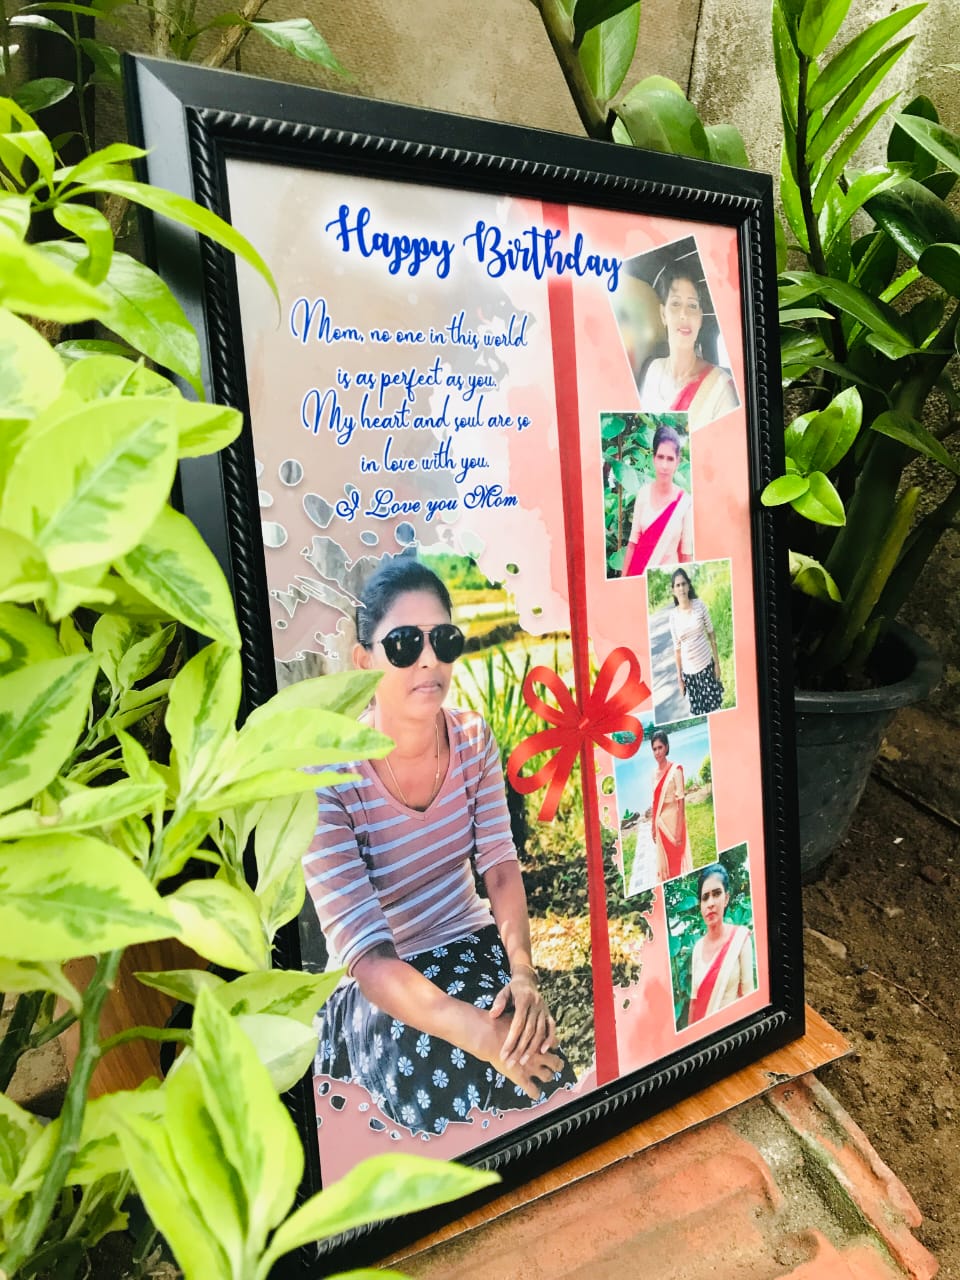 Happy Birthday
Mom, no one in this world
is as perfect as you.
My heart and soul are so
in love with you.
I Love you Mom